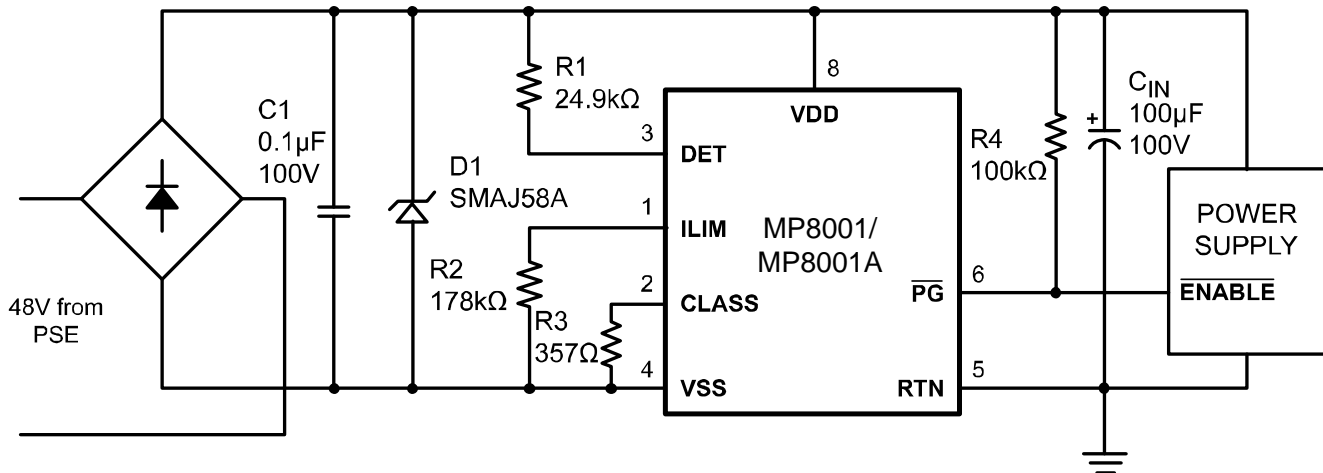 C1
0.1µF
100V
D1
SMAJ58A
R1
24.9kΩ
R2
178kΩ
R3
357Ω
48V from
PSE
3
DET
1
ILIM
2
CLASS
4
VSS
8
VDD
MP8001/
MP8001A
PG
6
RTN
5
R4
100kΩ
+
CIN
100µF
100V
POWER
SUPPLY
ENABLE